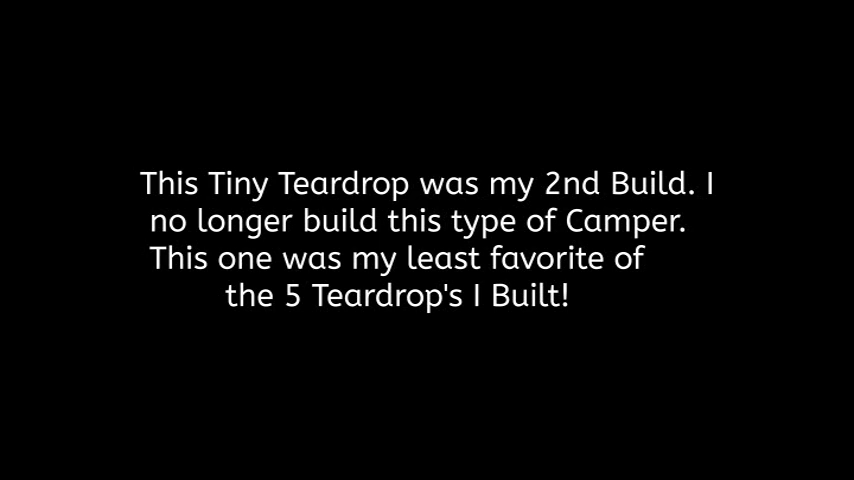 This Tiny Teardrop was my 2nd Build. I
no longer build this type of Camper.
This one was my least favorite of
the 5 Teardrop's I Built!